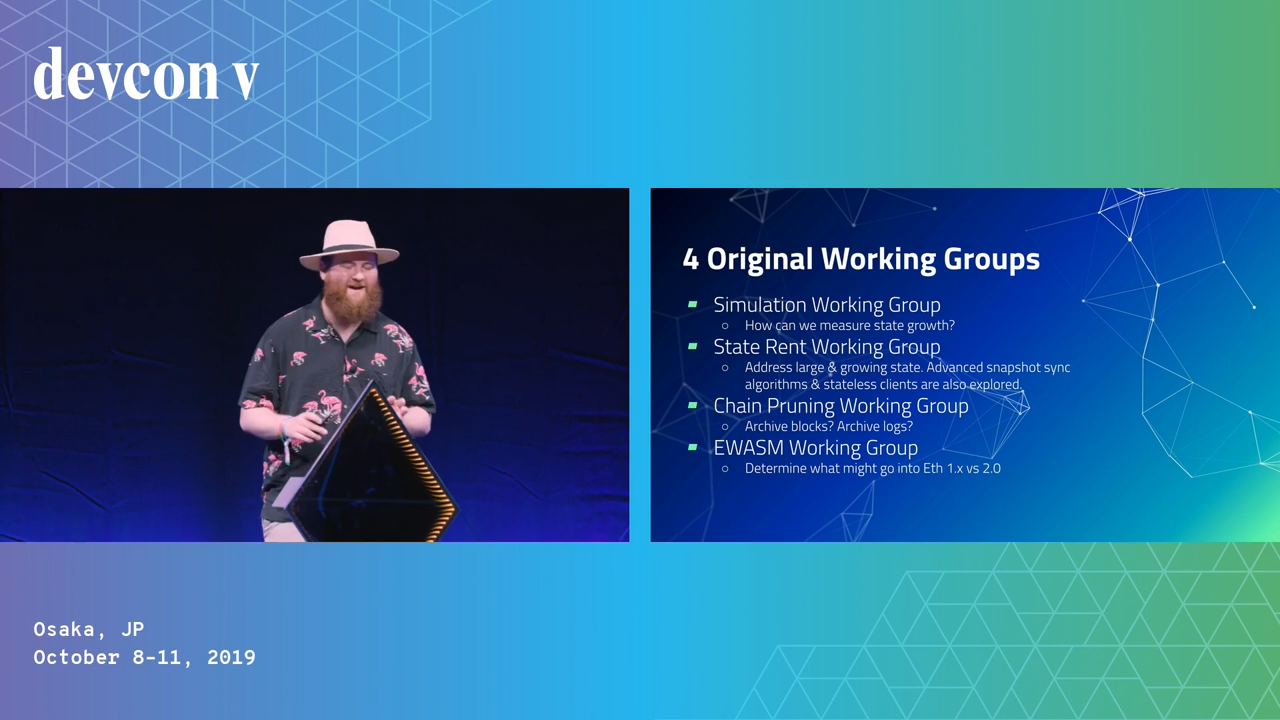 devcon v
4 Original Working Groups
Simulation Working Group
How can we measure state growth?
State Rent Working Group
Address large & growing state. Advanced snapshot sync
algorithms & stateless clients are also explored.
Chain Pruning Working Group
Archive blocks? Archive logs?
EWASM Working Group
Determine what might go into Eth 1.x vs 2.0
Osaka, JP
October 8-11, 2019